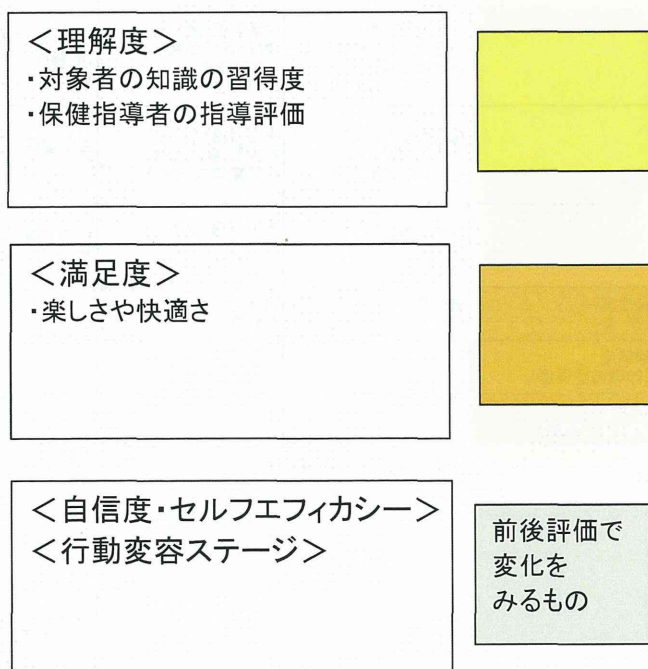 ＜理解度＞
・対象者の知識の習得度
・保健指導者の指導評価
＜満足度＞
・楽しさや快適さ
＜自信度・セルフエフィカシー＞
＜行動変容ステージ＞
前後評価で
変化を
みるもの